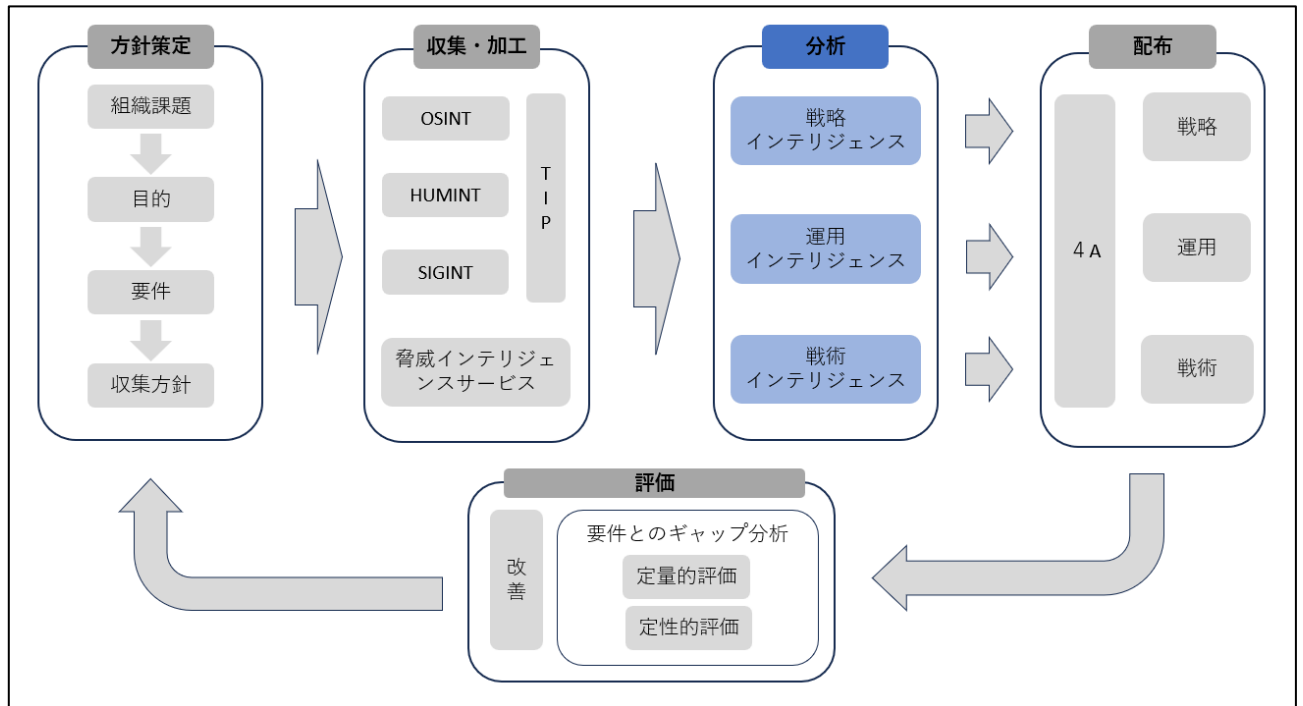 方針策定
組織課題
目的
要件
収集方針
収集・加工
OSINT
HUMINT
SIGINT
TIP
脅威インテリジェ
ンスサービス
分析
戦略
インテリジェンス
運用
インテリジェンス
戦術
インテリジェンス
配布
4A
戦略
運用
戦術
評価
改善
要件とのギャップ分析
定量的評価
定性的評価